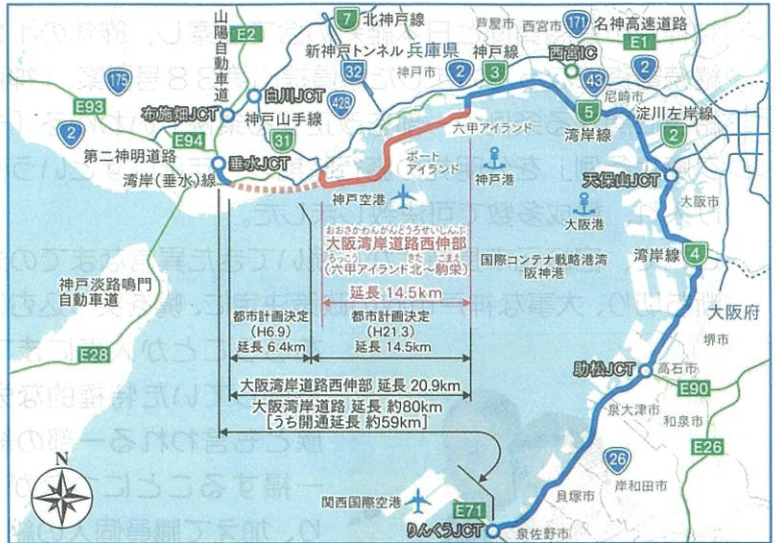 山陽自動車道
E2
7 北神戸線
芦屋市
西宮市
171
名神高速道路
E1
新神戸トンネル
兵庫県
神戸線
西宮IC
175
32
神戸市
2
3
43
2
E93
白川JCT
428
尼崎市
布施畑JCT
神戸山手線
5
淀川左岸線
2
E94
31
六甲アイランド
湾岸線
2
第二神明道路
垂水JCT
ポートアイランド
神戸港
天保山JCT
湾岸(垂水)線
神戸空港
大阪市
大阪港
おおさかわんがんどうろせいしんぶ
大阪湾岸道路西伸部
ろっこう きた こまえ
(六甲アイランド北〜駒栄)
国際コンテナ戦略港湾
阪神港
湾岸線
4
延長 14.5km
神戸淡路鳴門
自動車道
都市計画決定
(H6.9)
延長 6.4km
都市計画決定
(H21.3)
延長 14.5km
大阪府
堺市
E28
助松JCT
高石市
E90
大阪湾岸道路西伸部 延長 20.9km
大阪湾岸道路 延長 約80km
[うち開通延長 約59km]
泉大津市
和泉市
E26
N
26
岸和田市
貝塚市
関西国際空港
E71
りんくうJCT
泉佐野市